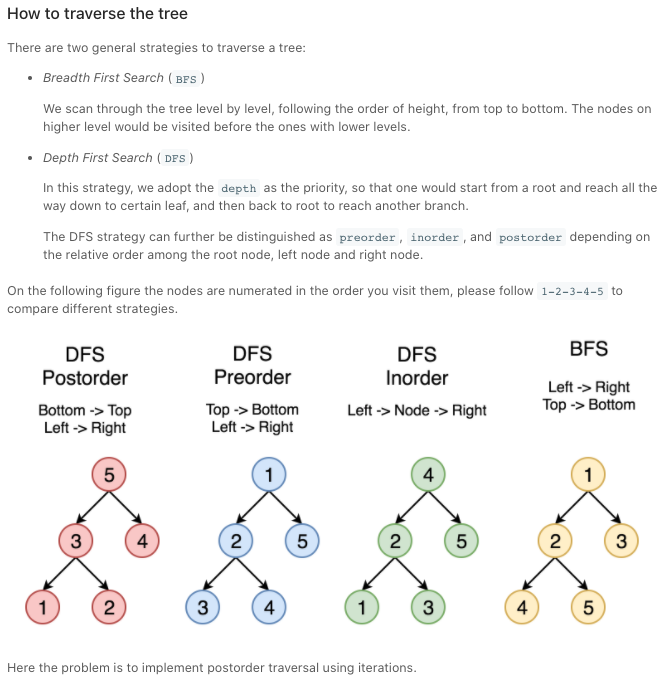 How to traverse the tree
There are two general strategies to traverse a tree:
• Breadth First Search ( BFS )
We scan through the tree level by level, following the order of height, from top to bottom. The nodes on
higher level would be visited before the ones with lower levels.
• Depth First Search ( DFS )
In this strategy, we adopt the depth as the priority, so that one would start from a root and reach all the
way down to certain leaf, and then back to root to reach another branch.
The DFS strategy can further be distinguished as preorder , inorder , and postorder depending on
the relative order among the root node, left node and right node.
On the following figure the nodes are numerated in the order you visit them, please follow 1-2-3-4-5 to
compare different strategies.
DFS
Postorder
Bottom -> Top
Left -> Right
5
3 4
1 2
DFS
Preorder
Top -> Bottom
Left -> Right
1
2 5
3 4
DFS
Inorder
Left -> Node -> Right
4
2 5
1 3
BFS
Left -> Right
Top -> Bottom
1
2 3
4 5
Here the problem is to implement postorder traversal using iterations.